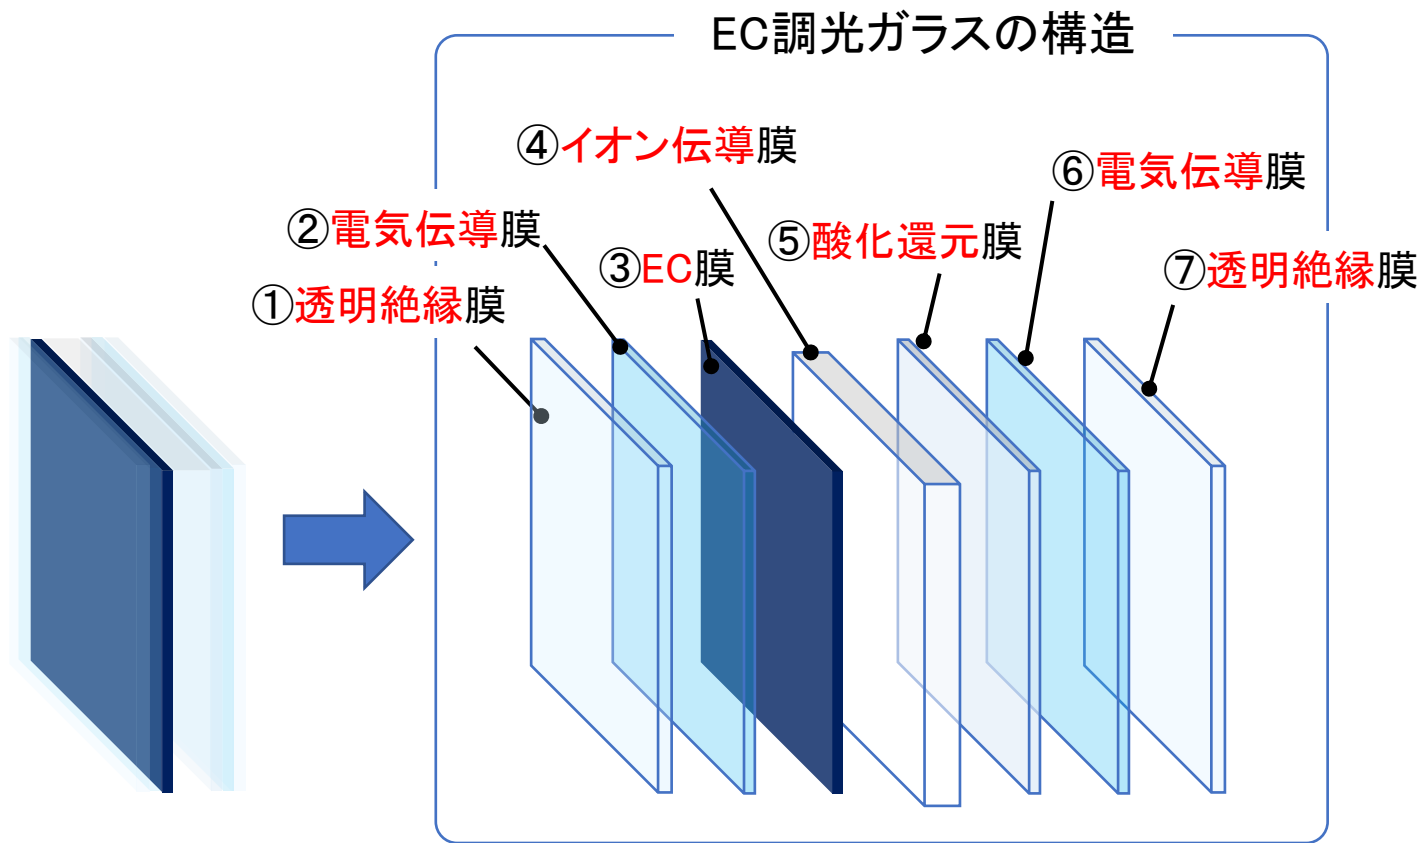 EC調光ガラスの構造
①透明絶縁膜
②電気伝導膜
③EC膜
④イオン伝導膜
⑤酸化還元膜
⑥電気伝導膜
⑦透明絶縁膜